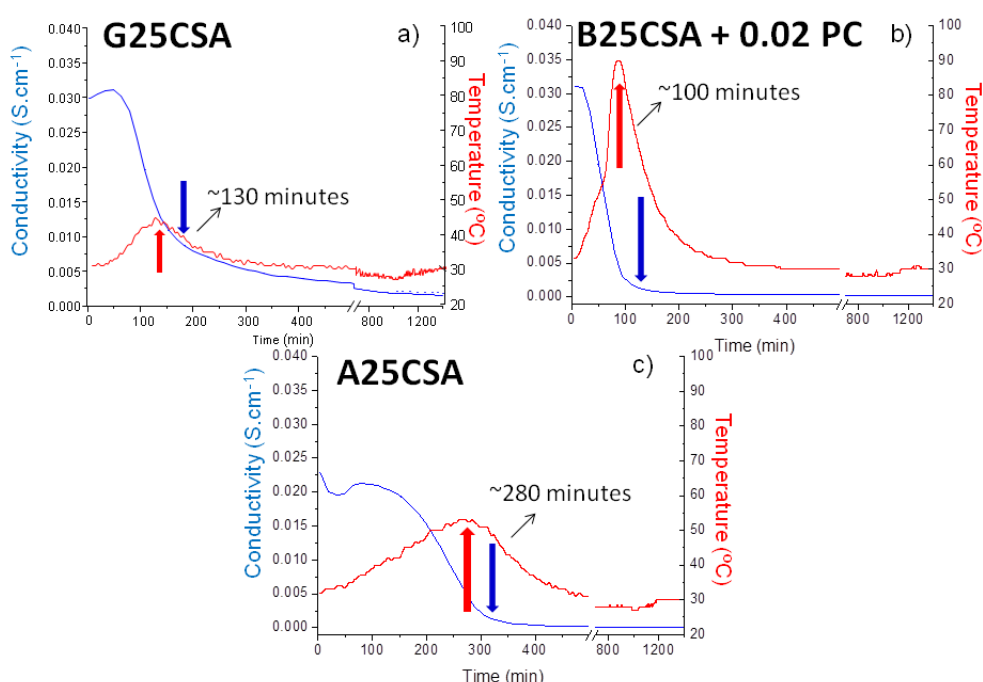 G25CSA
a)
Conductivity (S.cm-1)
0.040
0.035
0.030
0.025
0.020
0.015
0.010
0.005
0.000
~130 minutes
100
90
80
70
60
50
40
30
20
Temperature (ºC)
0 100 200 300 400 800 1200
Time (min)
B25CSA + 0.02 PC
b)
Conductivity (S.cm-1)
0.040
0.035
0.030
0.025
0.020
0.015
0.010
0.005
0.000
~100 minutes
100
90
80
70
60
50
40
30
20
Temperature (ºC)
0 100 200 300 400 800 1200
Time (min)
A25CSA
c)
Conductivity (S.cm-1)
0.040
0.035
0.030
0.025
0.020
0.015
0.010
0.005
0.000
~280 minutes
100
90
80
70
60
50
40
30
20
Temperature (ºC)
0 100 200 300 400 800 1200
Time (min)